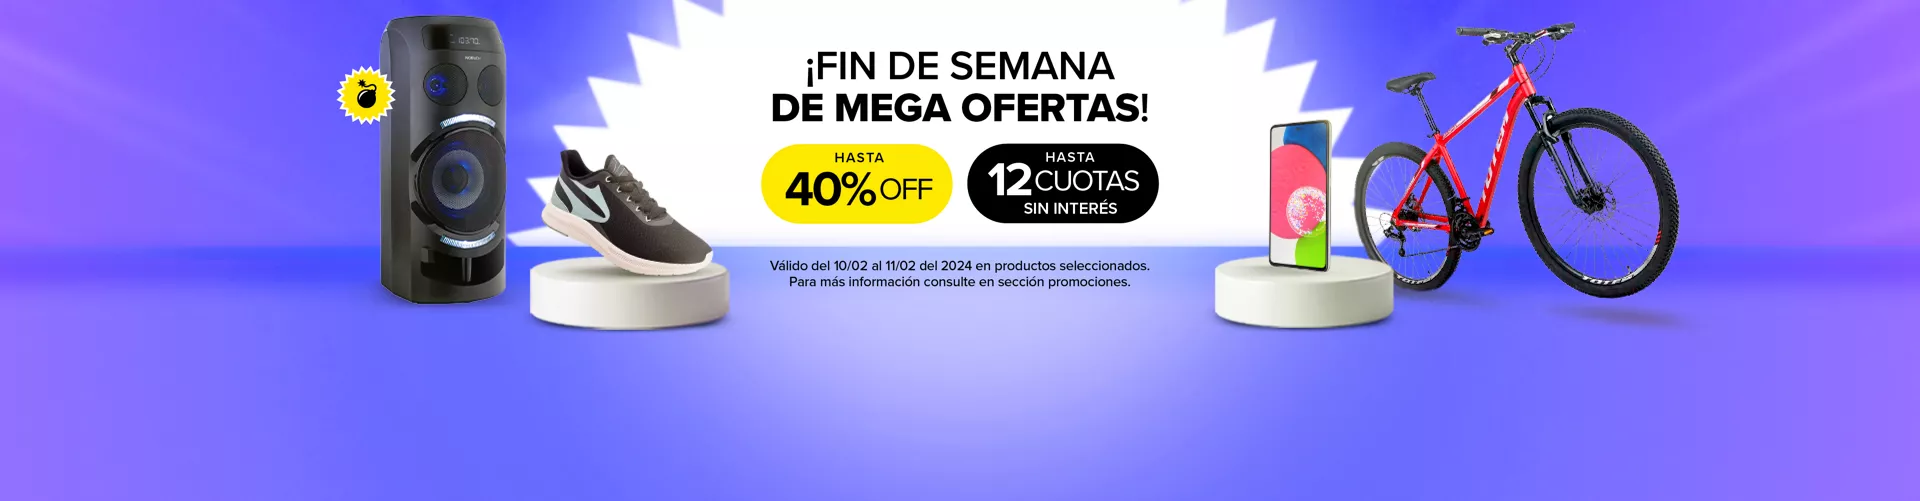 ¡FIN DE SEMANA
DE MEGA OFERTAS!
HASTA
40% OFF
HASTA
12 CUOTAS
SIN INTERÉS
Válido del 10/02 al 11/02 del 2024 en productos seleccionados.
Para más información consulte en sección promociones.